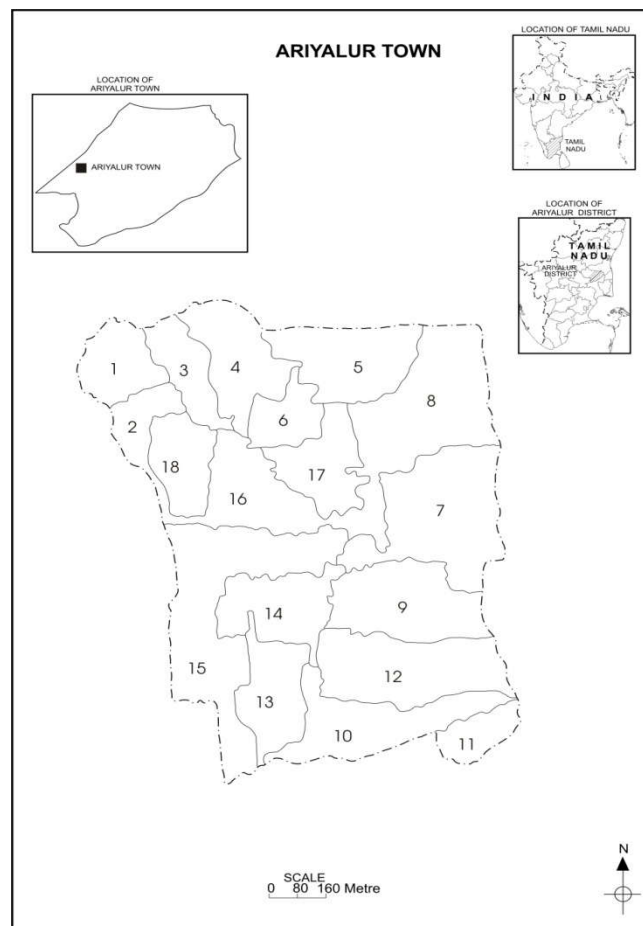 ARIYALUR TOWN
LOCATION OF
ARIYALUR TOWN
ARIYALUR TOWN
LOCATION OF TAMIL NADU
INDIA
TAMIL
NADU
LOCATION OF
ARIYALUR DISTRICT
TAMIL
NADU
ARIYALUR
DISTRICT
1
3
4
5
2
6
8
18
16
17
7
14
9
15
13
12
10
11
SCALE
0 80 160 Metre
N